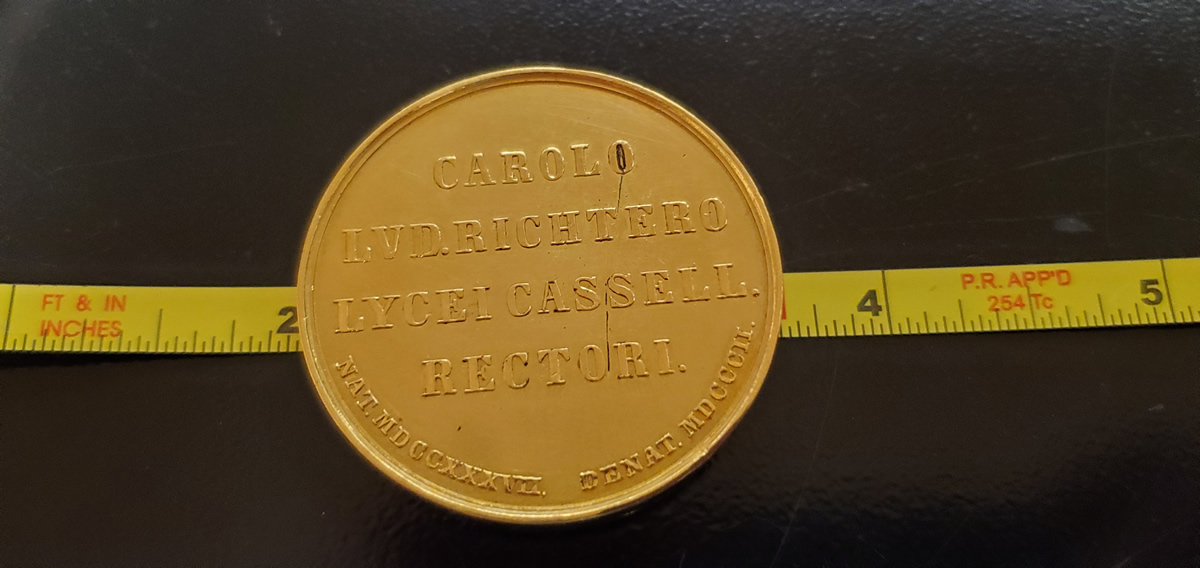 CAROLO
LVD. RICHTERO
LYCEI CASSELL.
RECTORI.
NAT. MDCCXXXVII. DENAT. MDCCCII.
FT & IN
INCHES
2
4
P.R. APP'D
254 Tc
5